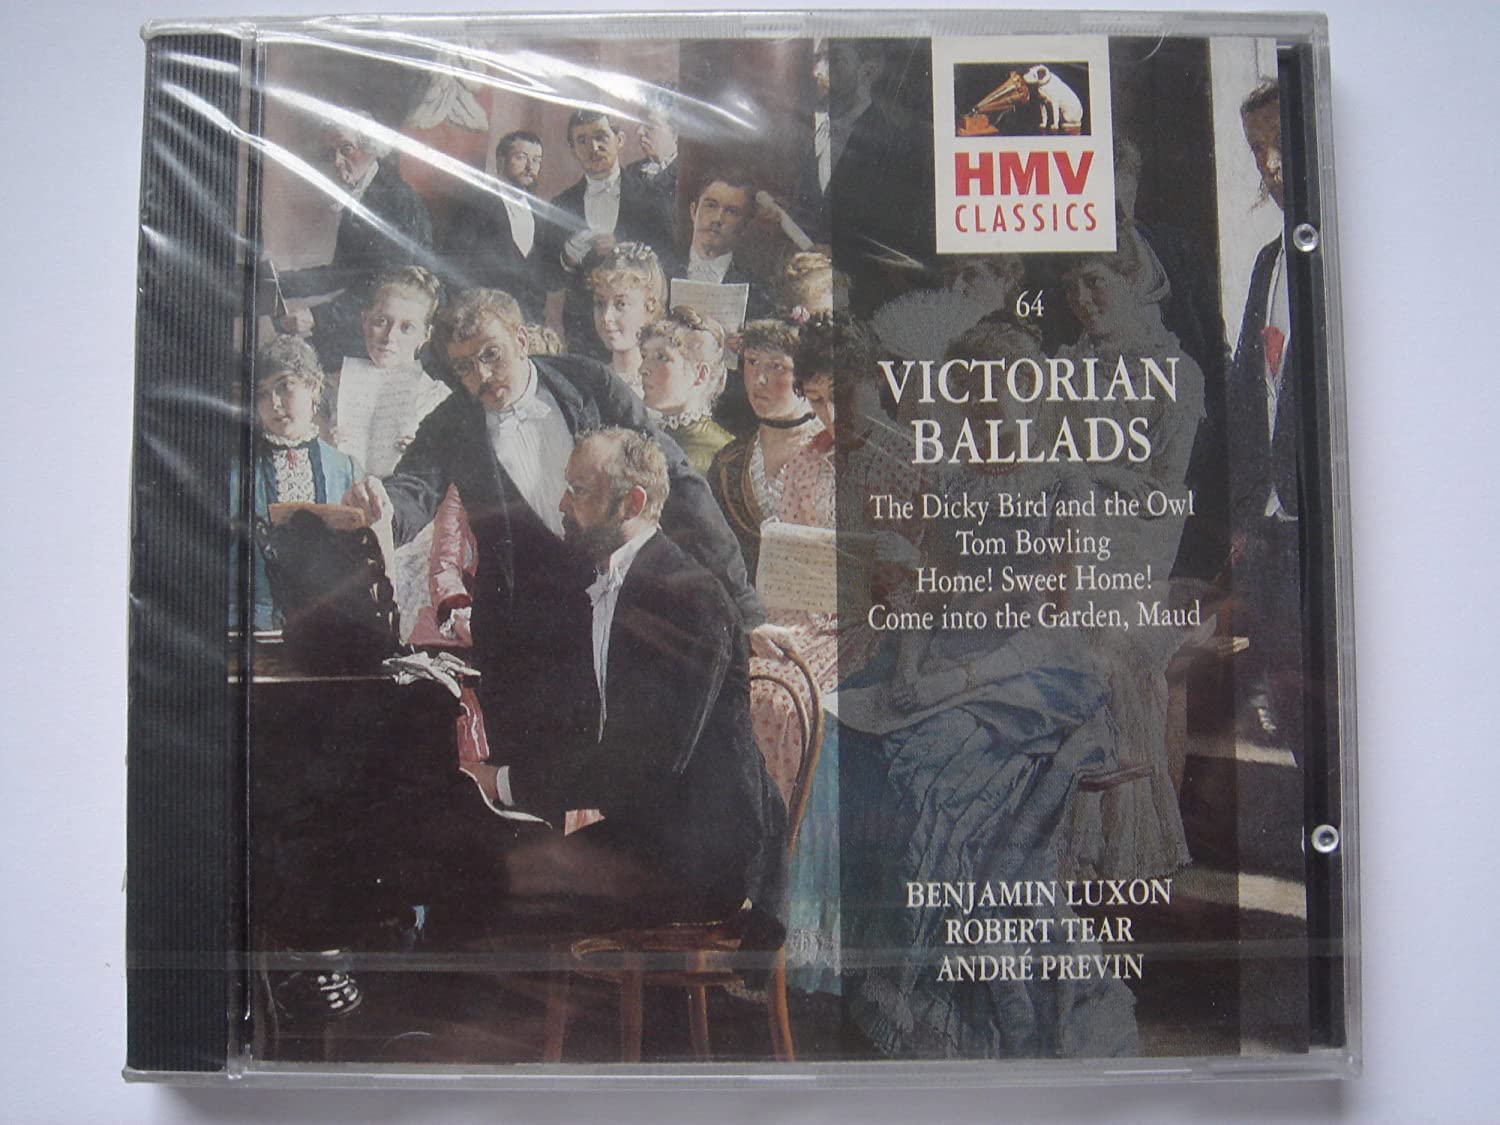 HMV
CLASSICS
64
VICTORIAN
BALLADS
The Dicky Bird and the Owl
Tom Bowling
Home! Sweet Home!
Come into the Garden, Maud
BENJAMIN LUXON
ROBERT TEAR
ANDRÉ PREVIN